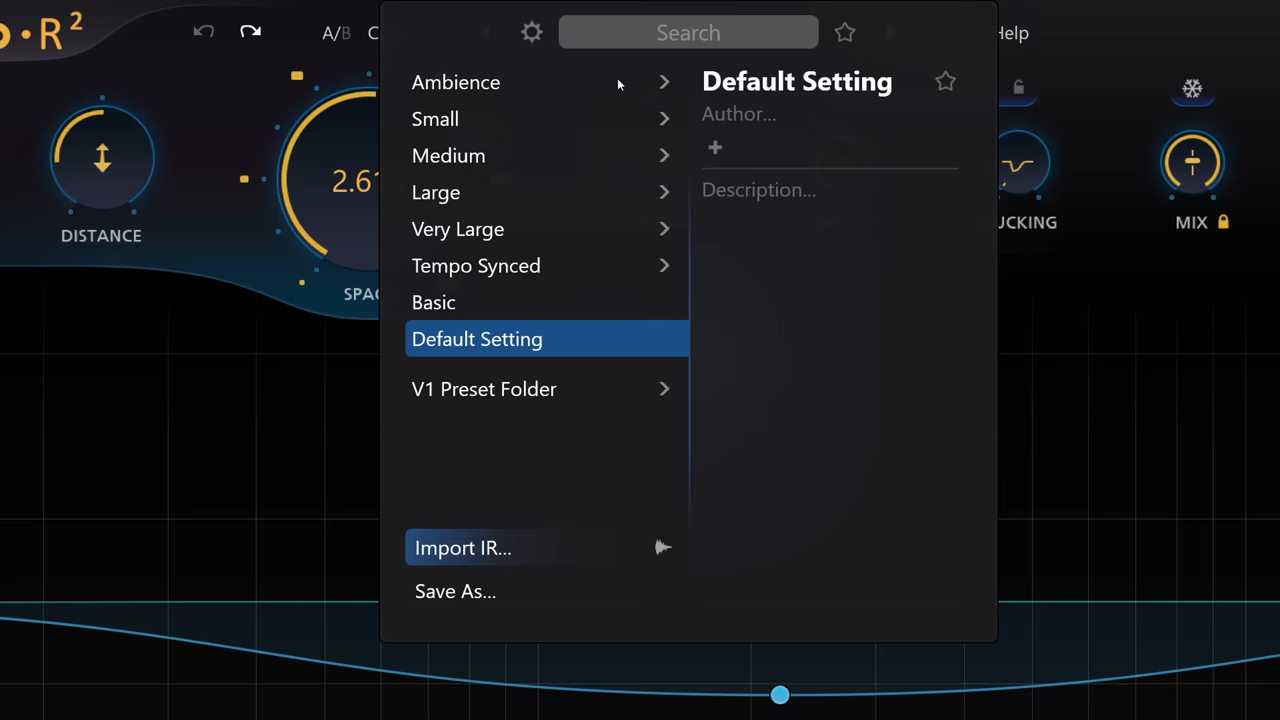 R²
A/B
Search
Help
Ambience
Small
Medium
Large
Very Large
Tempo Synced
Basic
Default Setting
V1 Preset Folder
Import IR...
Save As...
Default Setting
Author...
Description...
DISTANCE
2.61
SPAC
UCKING
MIX